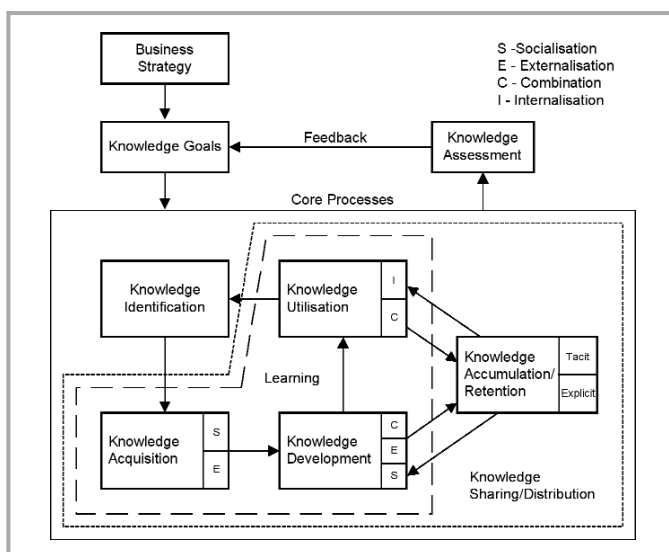 Business
Strategy
S -Socialisation
E - Externalisation
C - Combination
I - Internalisation
Knowledge Goals
Feedback
Knowledge
Assessment
Core Processes
Knowledge
Identification
Knowledge
Utilisation
I
C
Knowledge
Accumulation/
Retention
Tacit
Explicit
Learning
Knowledge
Acquisition
S
E
Knowledge
Development
C
E
S
Knowledge
Sharing/Distribution